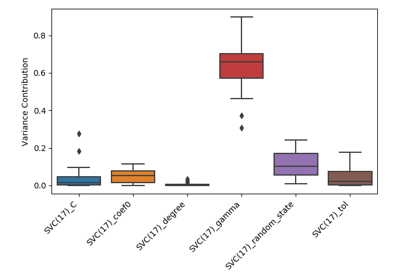 0.8
0.6
0.4
0.2
0.0
Variance Contribution
SVC(17)_C
SVC(17)_coef0
SVC(17)_degree
SVC(17)_gamma
SVC(17)_random_state
SVC(17)_tol